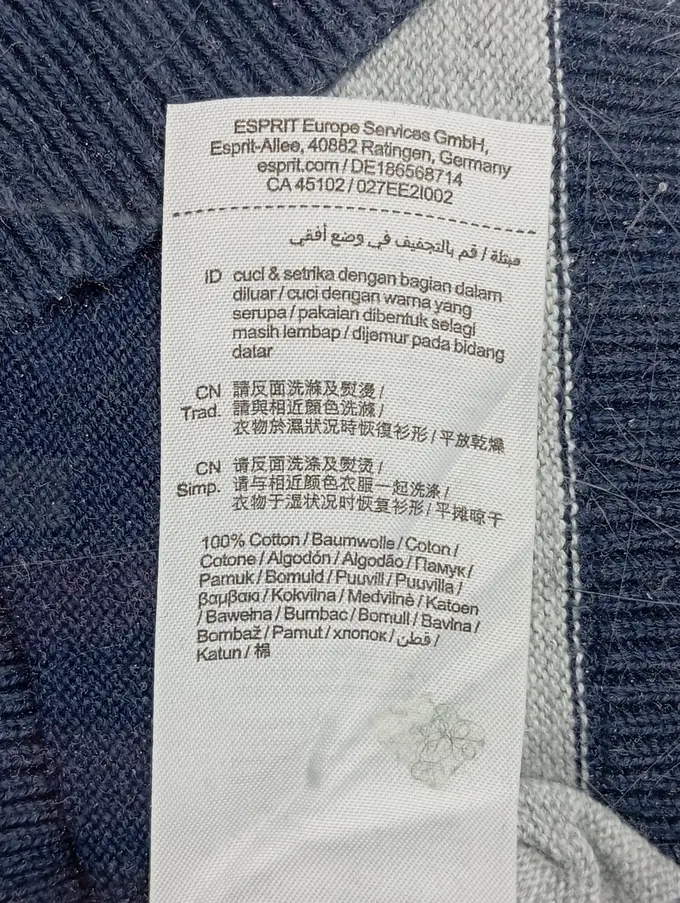 ESPRIT Europe Services GmbH,
Esprit-Allee, 40882 Ratingen, Germany
esprit.com / DE186568714
CA 45102 / 027EE2I002
مبتلة / قم بالتجفيف في وضع أفقي
ID cuci & setrika dengan bagian dalam
diluar / cuci dengan warna yang
serupa / pakaian dibentuk selagi
masih lembap / dijemur pada bidang
datar
CN 請反面洗滌及熨燙 /
Trad. 請與相近顏色洗滌 /
衣物於濕狀況時恢復衫形 / 平放乾燥
CN 请反面洗涤及熨烫 /
Simp. 请与相近颜色衣服一起洗涤 /
衣物于湿状况时恢复衫形 / 平摊晾干
100% Cotton / Baumwolle / Coton /
Cotone / Algodón / Algodão / Памук /
Pamuk / Bomuld / Puuvill / Puuvilla /
βαμβακι / Kokvilna / Medvilnė / Katoen
/ Bawełna / Bumbac / Bomull / Bavlna /
Bombaž / Pamut / хлопок / قطن /
Katun / 棉